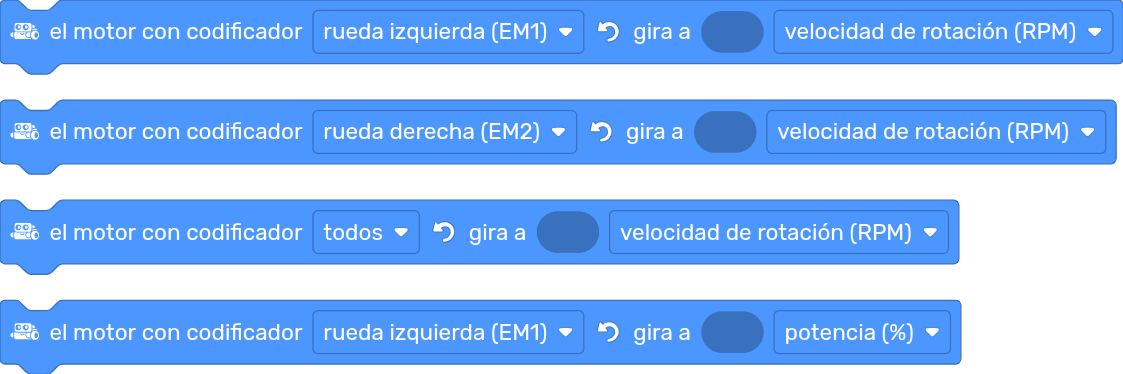 el motor con codificador rueda izquierda (EM1) gira a velocidad de rotación (RPM)
el motor con codificador rueda derecha (EM2) gira a velocidad de rotación (RPM)
el motor con codificador todos gira a velocidad de rotación (RPM)
el motor con codificador rueda izquierda (EM1) gira a potencia (%)